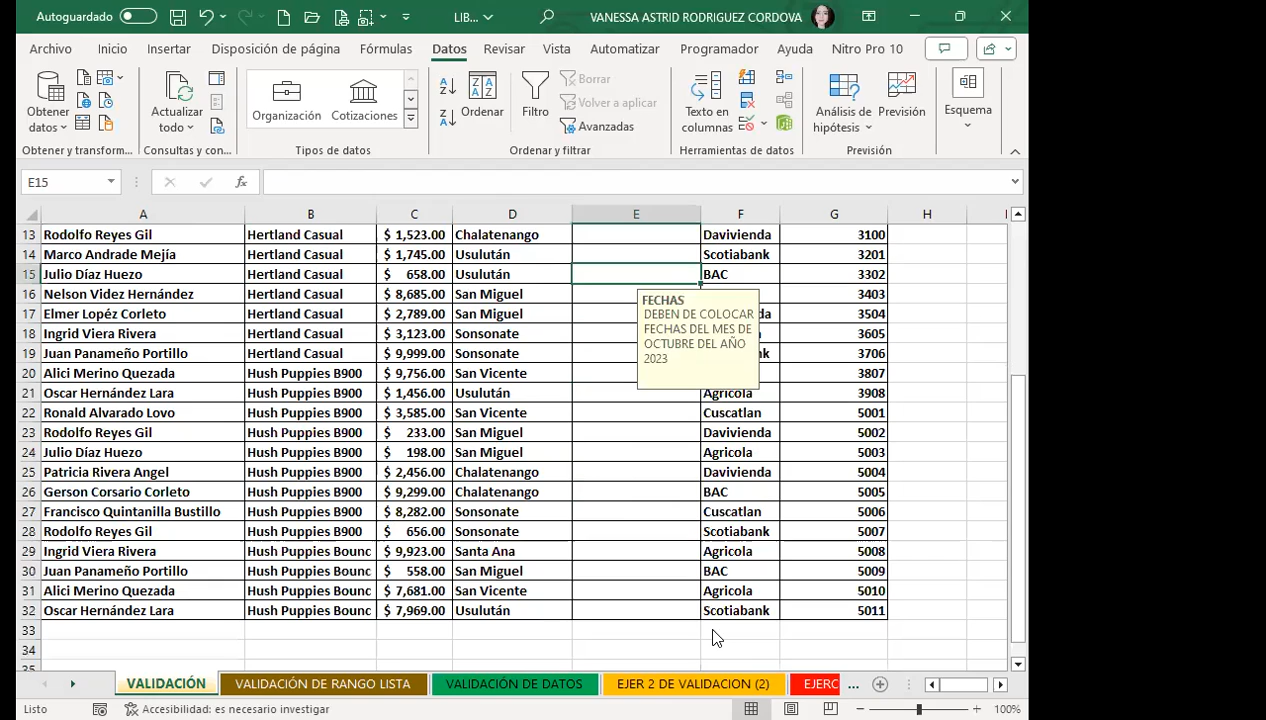 Autoguardado
LIB...
VANESSA ASTRID RODRIGUEZ CORDOVA
Archivo Inicio Insertar Disposición de página Fórmulas Datos Revisar Vista Automatizar Programador Ayuda Nitro Pro 10
Obtener datos
Actualizar todo
Organización
Cotizaciones
Ordenar
Filtro
Borrar
Volver a aplicar
Avanzadas
Texto en columnas
Análisis de hipótesis
Previsión
Esquema
Obtener y transform... Consultas y con... Tipos de datos Ordenar y filtrar Herramientas de datos Previsión
E15 fx
A B C D E F G H I
13 Rodolfo Reyes Gil Hertland Casual $ 1,523.00 Chalatenango Davivienda 3100
14 Marco Andrade Mejía Hertland Casual $ 1,745.00 Usulután Scotiabank 3201
15 Julio Díaz Huezo Hertland Casual $ 658.00 Usulután BAC 3302
16 Nelson Videz Hernández Hertland Casual $ 8,685.00 San Miguel 3403
17 Elmer Lopéz Corleto Hertland Casual $ 2,789.00 San Miguel da 3504
18 Ingrid Viera Rivera Hertland Casual $ 3,123.00 Sonsonate 3605
19 Juan Panameño Portillo Hertland Casual $ 9,999.00 Sonsonate nk 3706
20 Alici Merino Quezada Hush Puppies B900 $ 9,756.00 San Vicente 3807
21 Oscar Hernández Lara Hush Puppies B900 $ 1,456.00 Usulután Agricola 3908
22 Ronald Alvarado Lovo Hush Puppies B900 $ 3,585.00 San Vicente Cuscatlan 5001
23 Rodolfo Reyes Gil Hush Puppies B900 $ 233.00 San Miguel Davivienda 5002
24 Julio Díaz Huezo Hush Puppies B900 $ 198.00 San Miguel Agricola 5003
25 Patricia Rivera Angel Hush Puppies B900 $ 2,456.00 Chalatenango Davivienda 5004
26 Gerson Corsario Corleto Hush Puppies B900 $ 9,299.00 Chalatenango BAC 5005
27 Francisco Quintanilla Bustillo Hush Puppies B900 $ 8,282.00 Sonsonate Cuscatlan 5006
28 Rodolfo Reyes Gil Hush Puppies B900 $ 656.00 Sonsonate Scotiabank 5007
29 Ingrid Viera Rivera Hush Puppies Bounc $ 9,923.00 Santa Ana Agricola 5008
30 Juan Panameño Portillo Hush Puppies Bounc $ 558.00 San Miguel BAC 5009
31 Alici Merino Quezada Hush Puppies Bounc $ 7,681.00 San Vicente Agricola 5010
32 Oscar Hernández Lara Hush Puppies Bounc $ 7,969.00 Usulután Scotiabank 5011
33
34
35
FECHAS
DEBEN DE COLOCAR
FECHAS DEL MES DE
OCTUBRE DEL AÑO
2023
VALIDACIÓN VALIDACIÓN DE RANGO LISTA VALIDACIÓN DE DATOS EJER 2 DE VALIDACION (2) EJERC ...
Listo Accesibilidad: es necesario investigar 100%